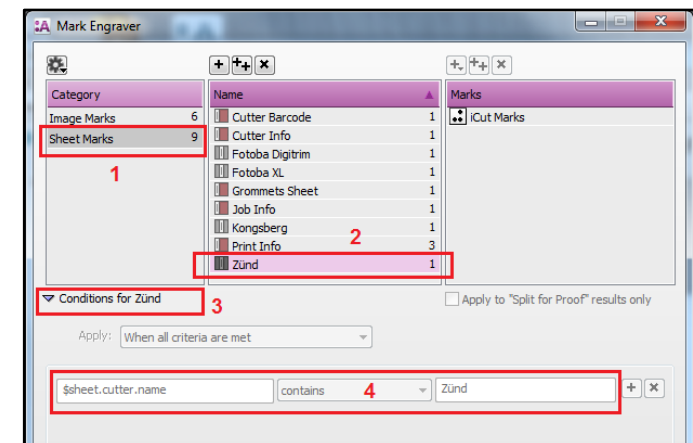 :A Mark Engraver
Category
Image Marks 6
Sheet Marks 9
1
Name
Cutter Barcode 1
Cutter Info 1
Fotoba Digitrim 1
Fotoba XL 1
Grommets Sheet 1
Job Info 1
Kongsberg 1
2
Print Info 3
Zünd 1
Marks
iCut Marks
Conditions for Zünd
3
Apply to "Split for Proof" results only
Apply: When all criteria are met
$sheet.cutter.name contains 4 Zünd